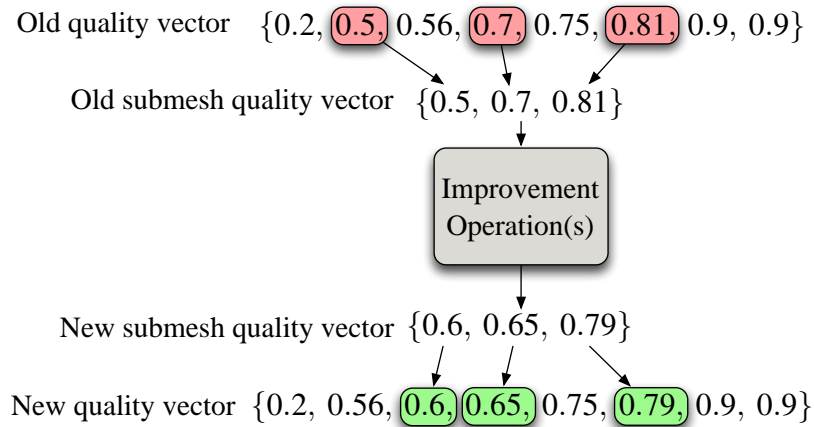 Old quality vector {0.2, 0.5, 0.56, 0.7, 0.75, 0.81, 0.9, 0.9}
Old submesh quality vector {0.5, 0.7, 0.81}
Improvement
Operation(s)
New submesh quality vector {0.6, 0.65, 0.79}
New quality vector {0.2, 0.56, 0.6, 0.65, 0.75, 0.79, 0.9, 0.9}